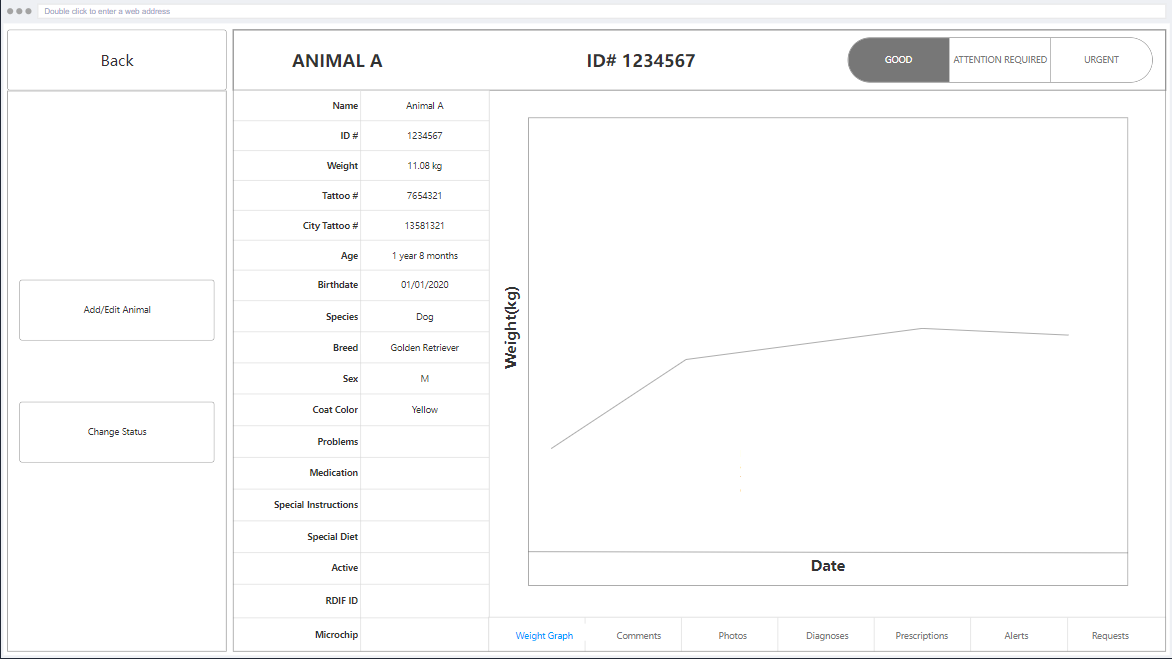 Double click to enter a web address
Back
ANIMAL A
ID# 1234567
GOOD
ATTENTION REQUIRED
URGENT
Add/Edit Animal
Change Status
Name Animal A
ID # 1234567
Weight 11.08 kg
Tattoo # 7654321
City Tattoo # 13581321
Age 1 year 8 months
Birthdate 01/01/2020
Species Dog
Breed Golden Retriever
Sex M
Coat Color Yellow
Problems
Medication
Special Instructions
Special Diet
Active
RDIF ID
Microchip
Weight(kg)
Date
Weight Graph
Comments
Photos
Diagnoses
Prescriptions
Alerts
Requests